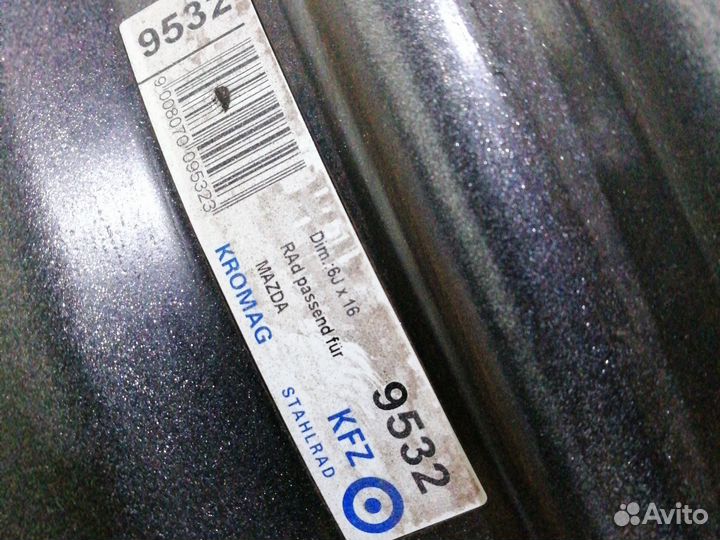 9532
9 008070 095323
Dim.:6J x 16
RAd passend für
MAZDA
KROMAG
9532
KFZ
STAHLRAD
Avito